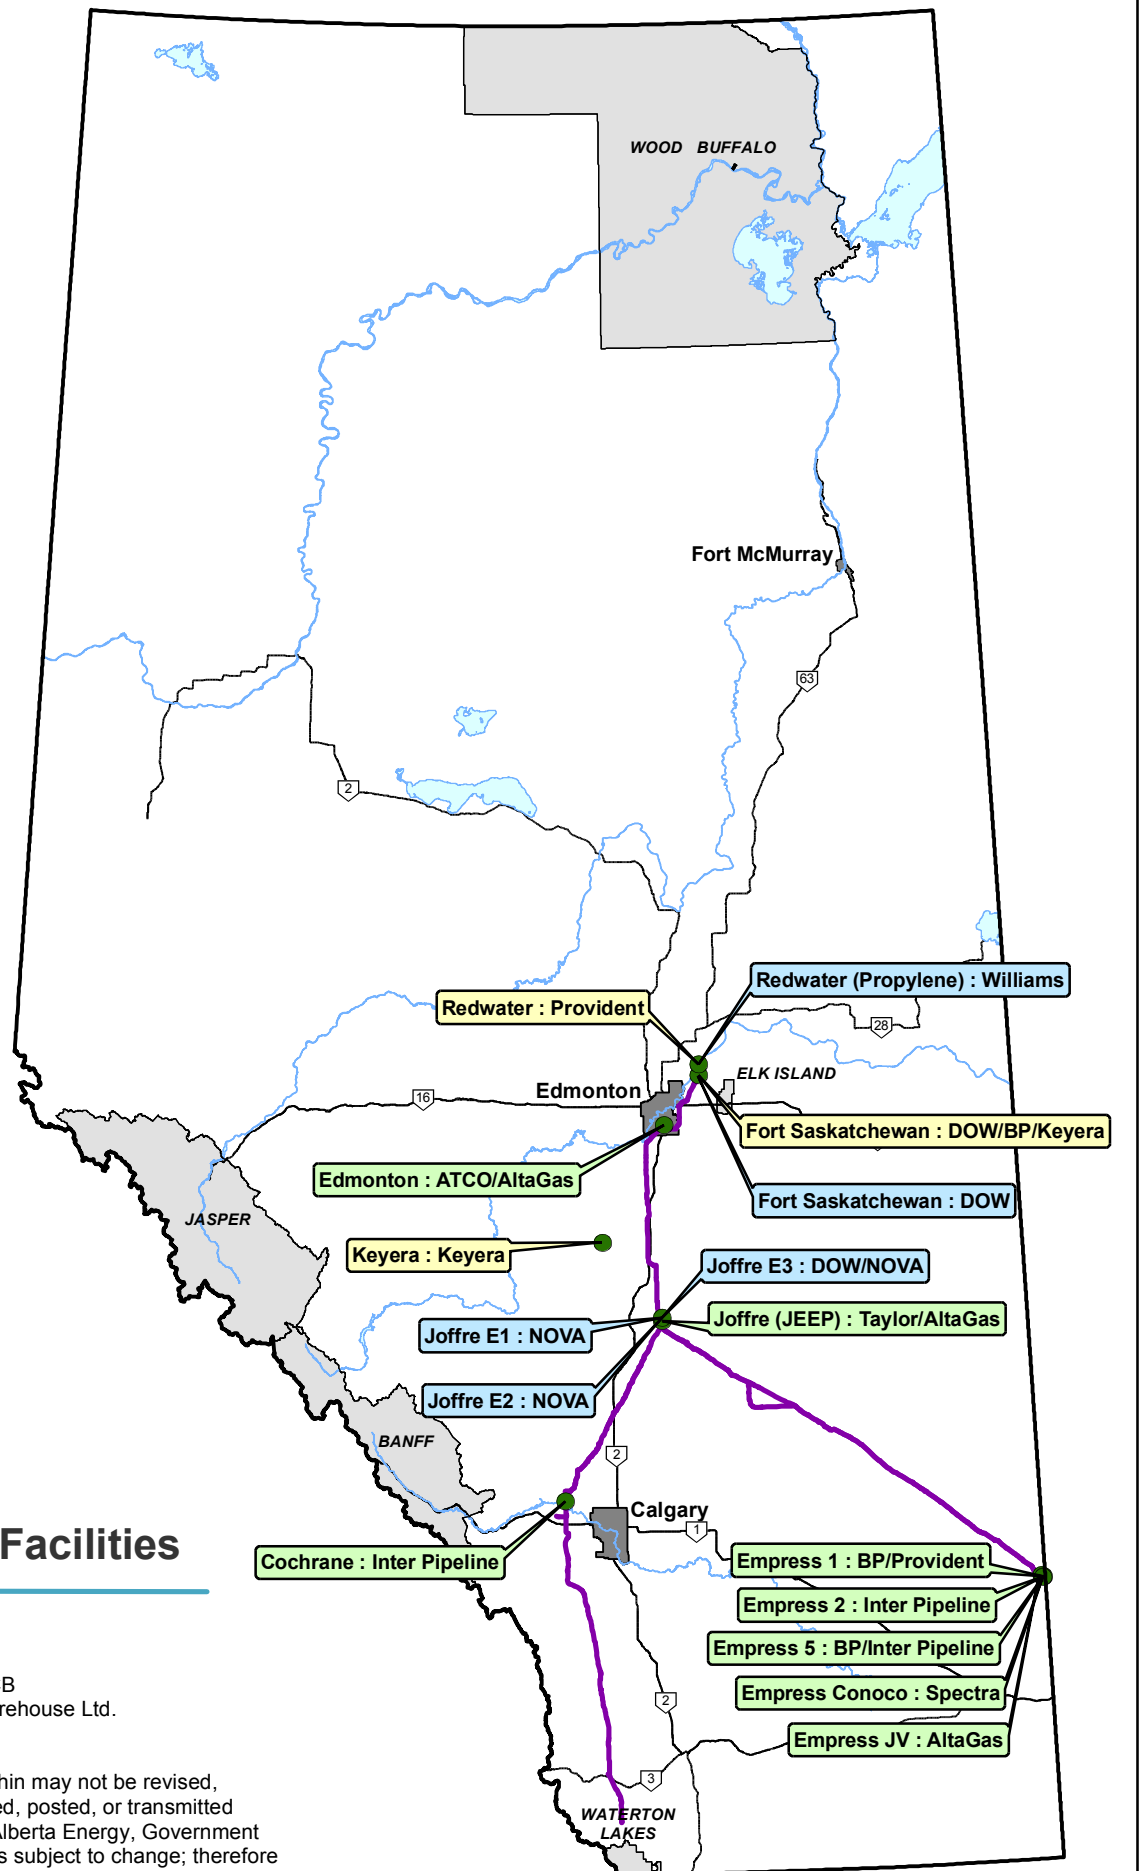 WOOD BUFFALO
Fort McMurray
63
2
Redwater (Propylene) : Williams
Redwater : Provident
28
ELK ISLAND
Edmonton
16
Fort Saskatchewan : DOW/BP/Keyera
Edmonton : ATCO/AltaGas
Fort Saskatchewan : DOW
JASPER
Keyera : Keyera
Joffre E3 : DOW/NOVA
Joffre (JEEP) : Taylor/AltaGas
Joffre E1 : NOVA
Joffre E2 : NOVA
BANFF
2
Calgary
1
Facilities
Cochrane : Inter Pipeline
Empress 1 : BP/Provident
Empress 2 : Inter Pipeline
Empress 5 : BP/Inter Pipeline
Empress Conoco : Spectra
2
Empress JV : AltaGas
3
WATERTON
LAKES
rehouse Ltd.
hin may not be revised,
ed, posted, or transmitted
Alberta Energy, Government
s subject to change; therefore